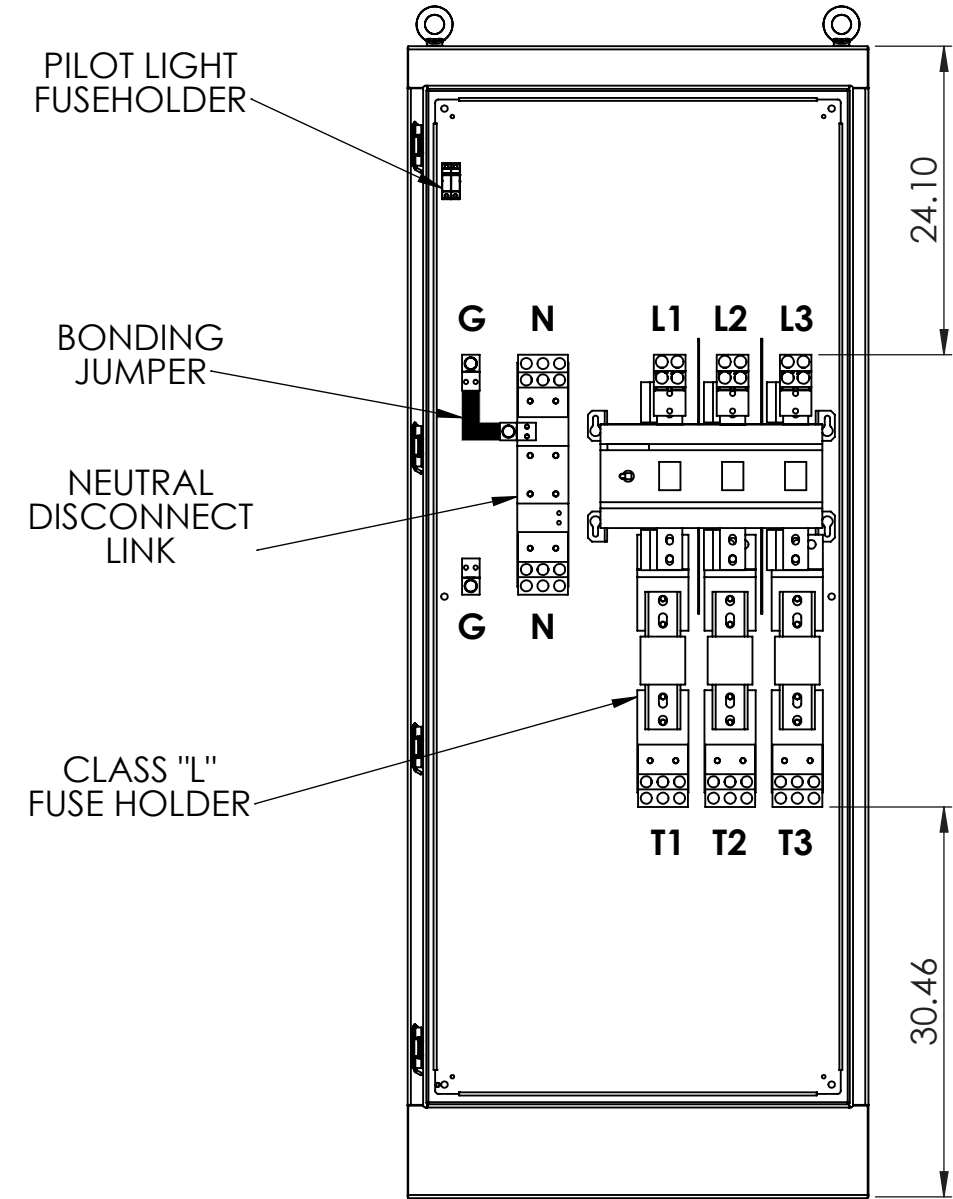 PILOT LIGHT
FUSEHOLDER
24.10
G N L1 L2 L3
BONDING
JUMPER
NEUTRAL
DISCONNECT
LINK
G N
CLASS "L"
FUSE HOLDER
T1 T2 T3
30.46